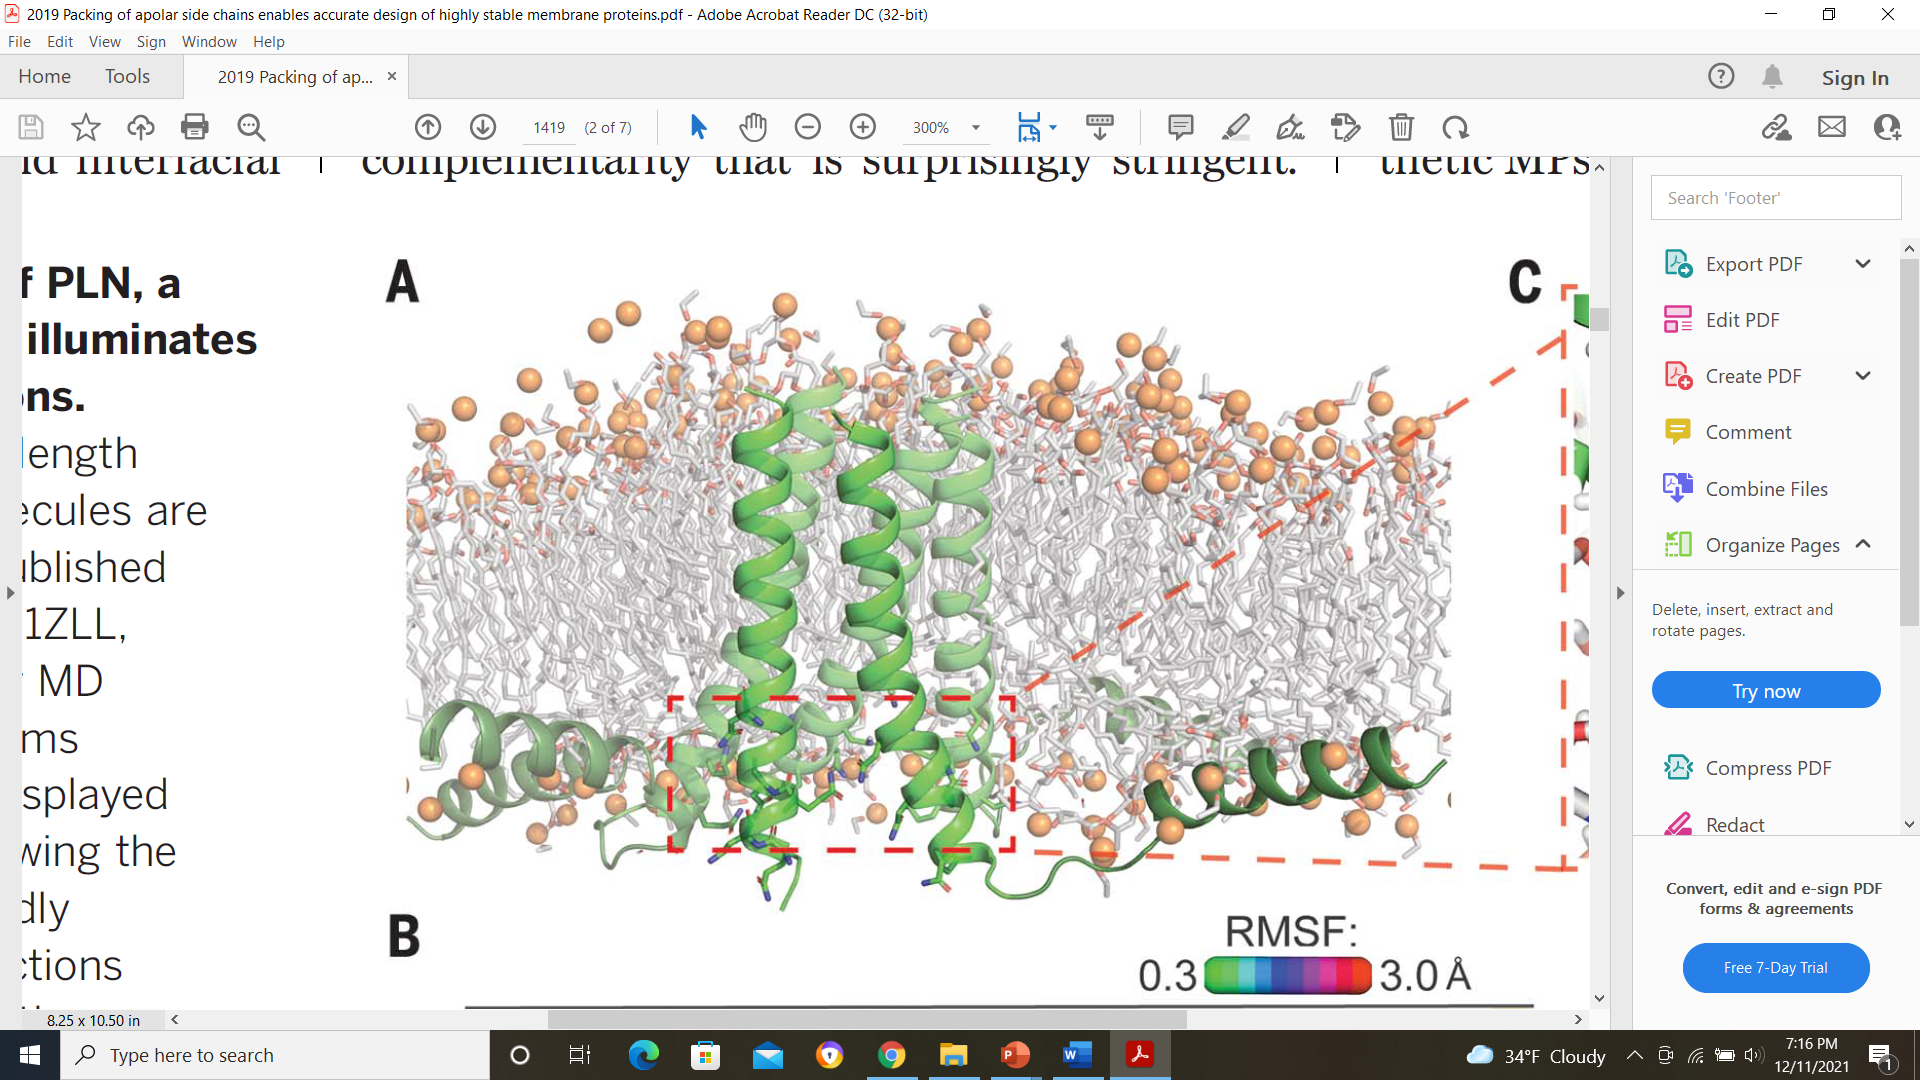 2019 Packing of apolar side chains enables accurate design of highly stable membrane proteins.pdf - Adobe Acrobat Reader DC (32-bit)
File Edit View Sign Window Help
Home Tools 2019 Packing of ap... × Sign In
1419 (2 of 7) 300%
interfacial complementarity that is surprisingly stringent. thetic MPs
f PLN, a
illuminates
ns.
length
cules are
ublished
1ZLL,
MD
ms
splayed
wing the
dly
ctions
A
C
B
RMSF:
0.3 3.0 Å
8.25 x 10.50 in
Search 'Footer'
Export PDF
Edit PDF
Create PDF
Comment
Combine Files
Organize Pages
Delete, insert, extract and
rotate pages.
Try now
Compress PDF
Redact
Convert, edit and e-sign PDF
forms & agreements
Free 7-Day Trial
Type here to search
34°F Cloudy
7:16 PM
12/11/2021
1